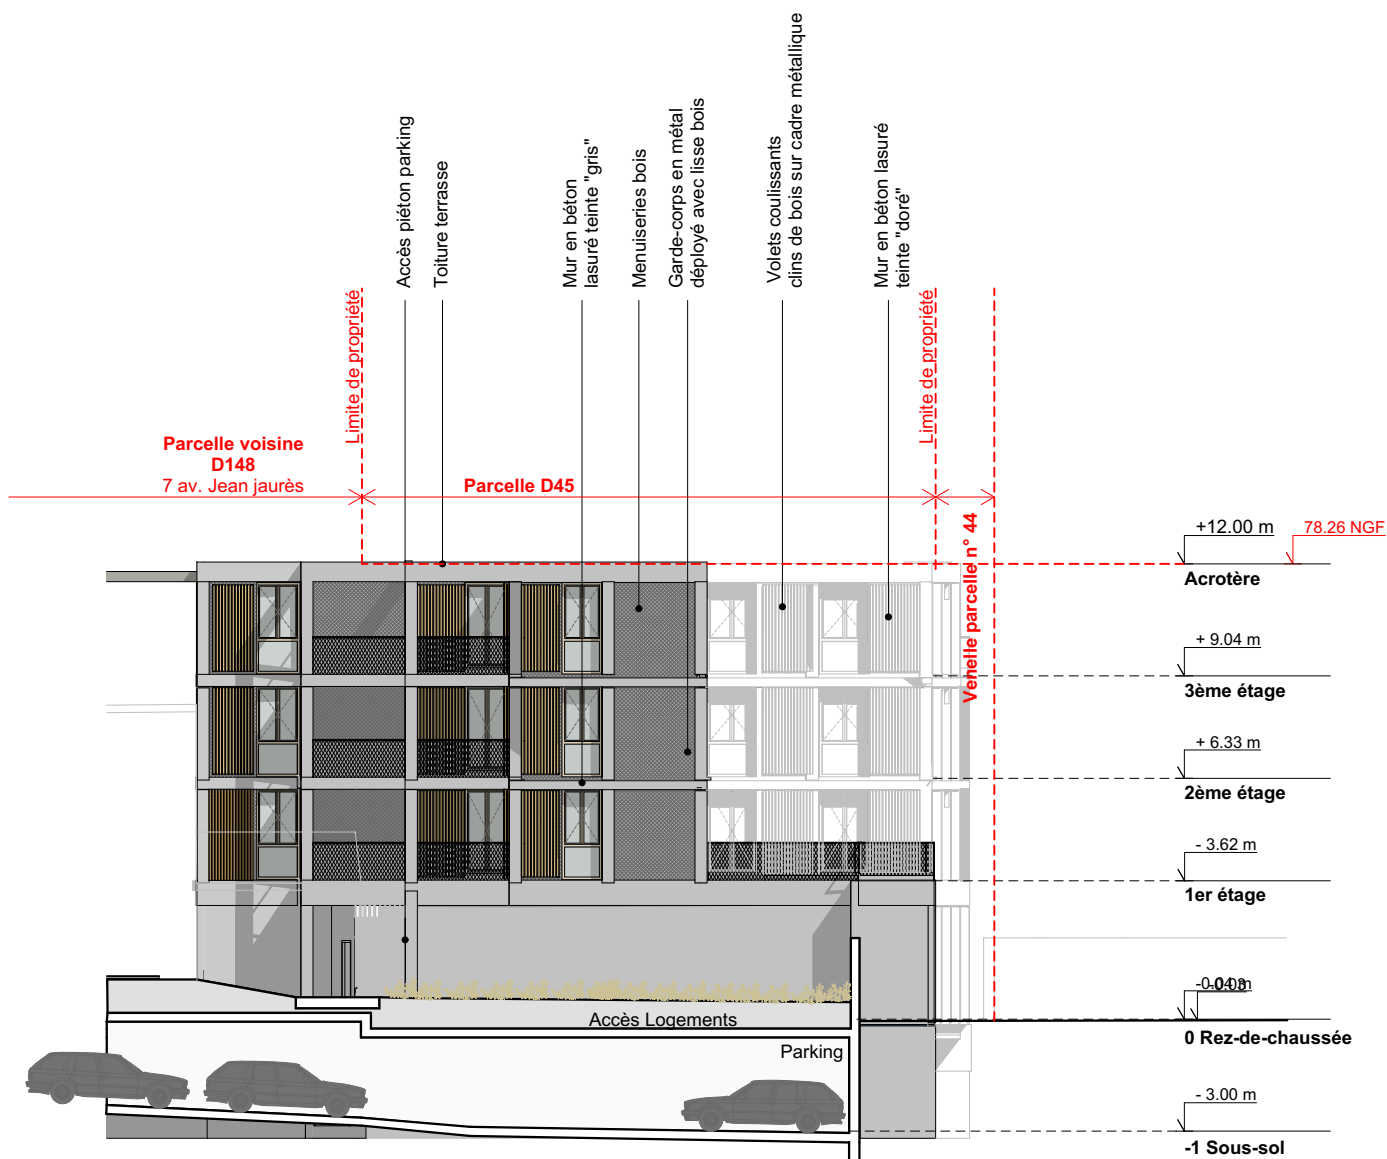 Accès piéton parking
Toiture terrasse
Mur en béton
lasuré teinte "gris"
Menuiseries bois
Garde-corps en métal
déployé avec lisse bois
Volets coulissants
clins de bois sur cadre métallique
Mur en béton lasuré
teinte "doré"
Limite de propriété
Limite de propriété
Parcelle voisine
D148
7 av. Jean jaurès
Parcelle D45
Venelle parcelle n° 44
+12.00 m
78.26 NGF
Acrotère
+ 9.04 m
3ème étage
+ 6.33 m
2ème étage
- 3.62 m
1er étage
-0.04 m
-0.03
0 Rez-de-chaussée
Accès Logements
Parking
- 3.00 m
-1 Sous-sol